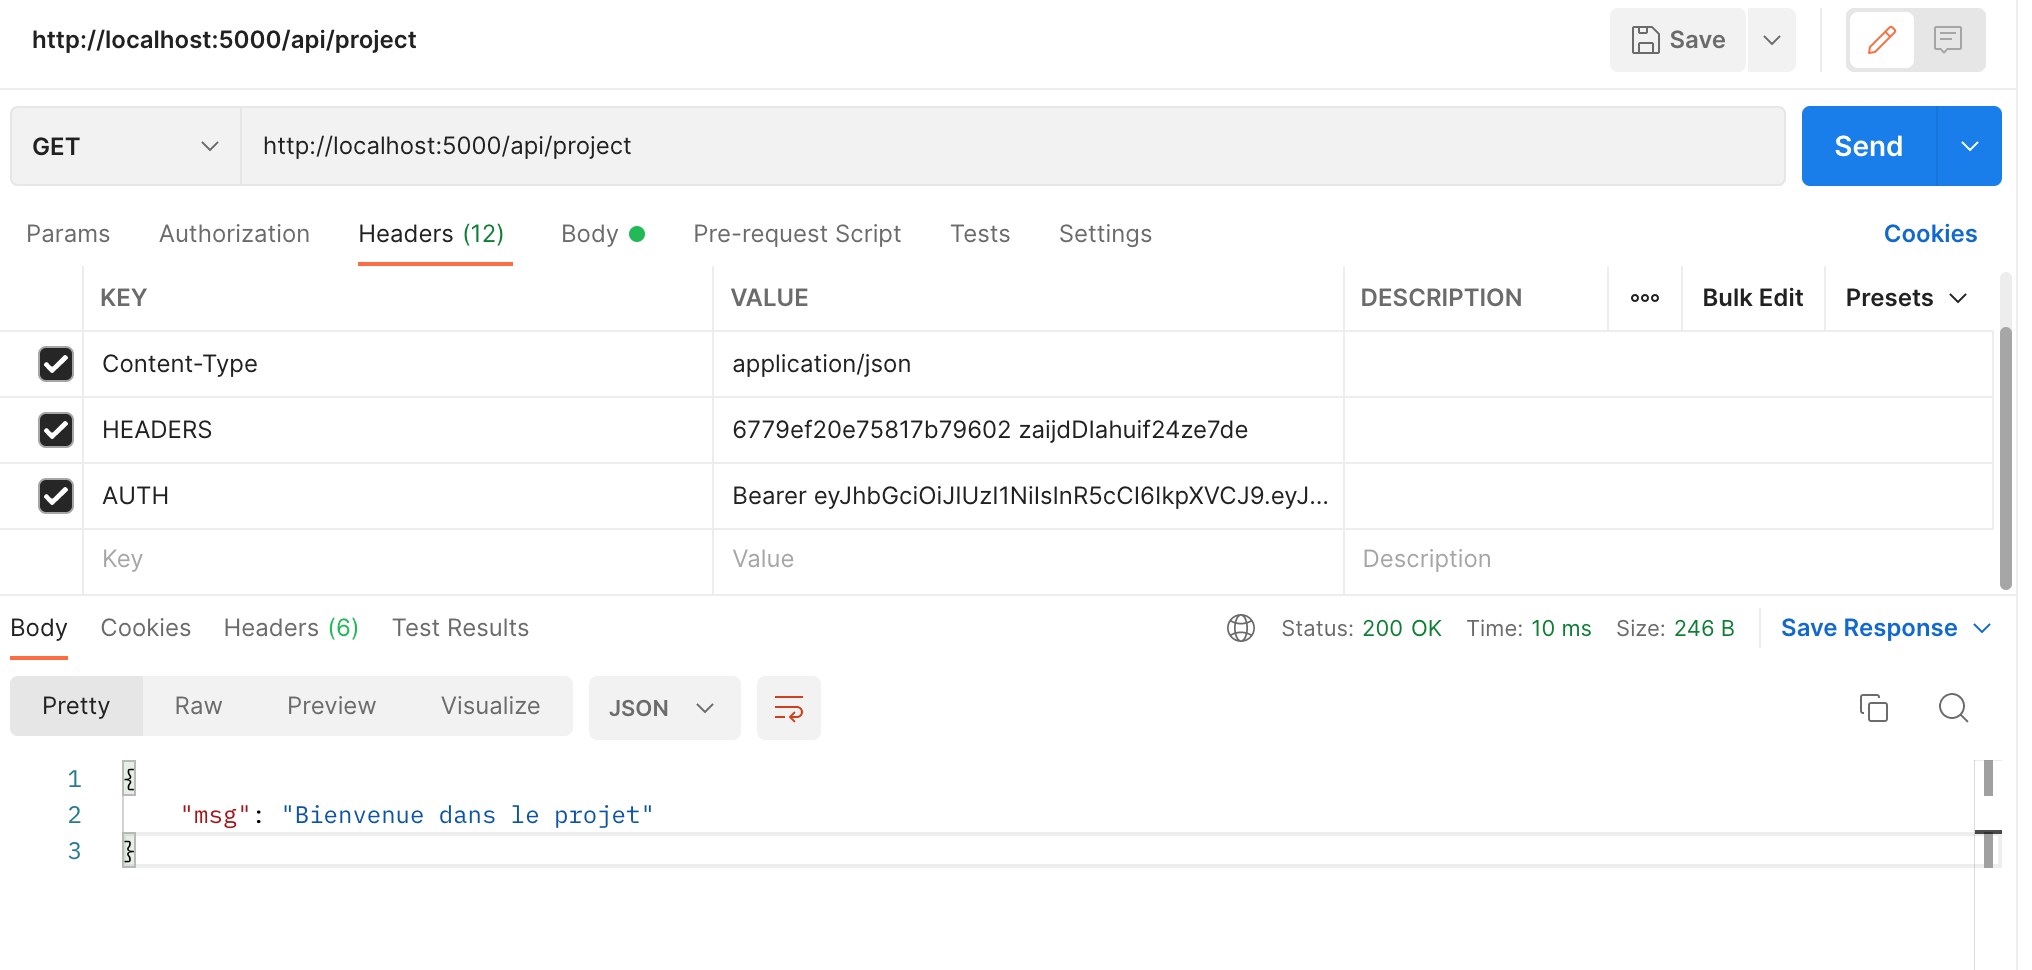 http://localhost:5000/api/project
Save
GET
http://localhost:5000/api/project
Send
Params Authorization Headers (12) Body Pre-request Script Tests Settings Cookies
KEY VALUE DESCRIPTION Bulk Edit Presets
Content-Type application/json
HEADERS 6779ef20e75817b79602 zaijdDIahuif24ze7de
AUTH Bearer eyJhbGciOiJIUzI1NiIsInR5cCI6IkpXVCJ9.eyJ...
Key Value Description
Body Cookies Headers (6) Test Results Status: 200 OK Time: 10 ms Size: 246 B Save Response
Pretty Raw Preview Visualize JSON
1 {
2 "msg": "Bienvenue dans le projet"
3 }